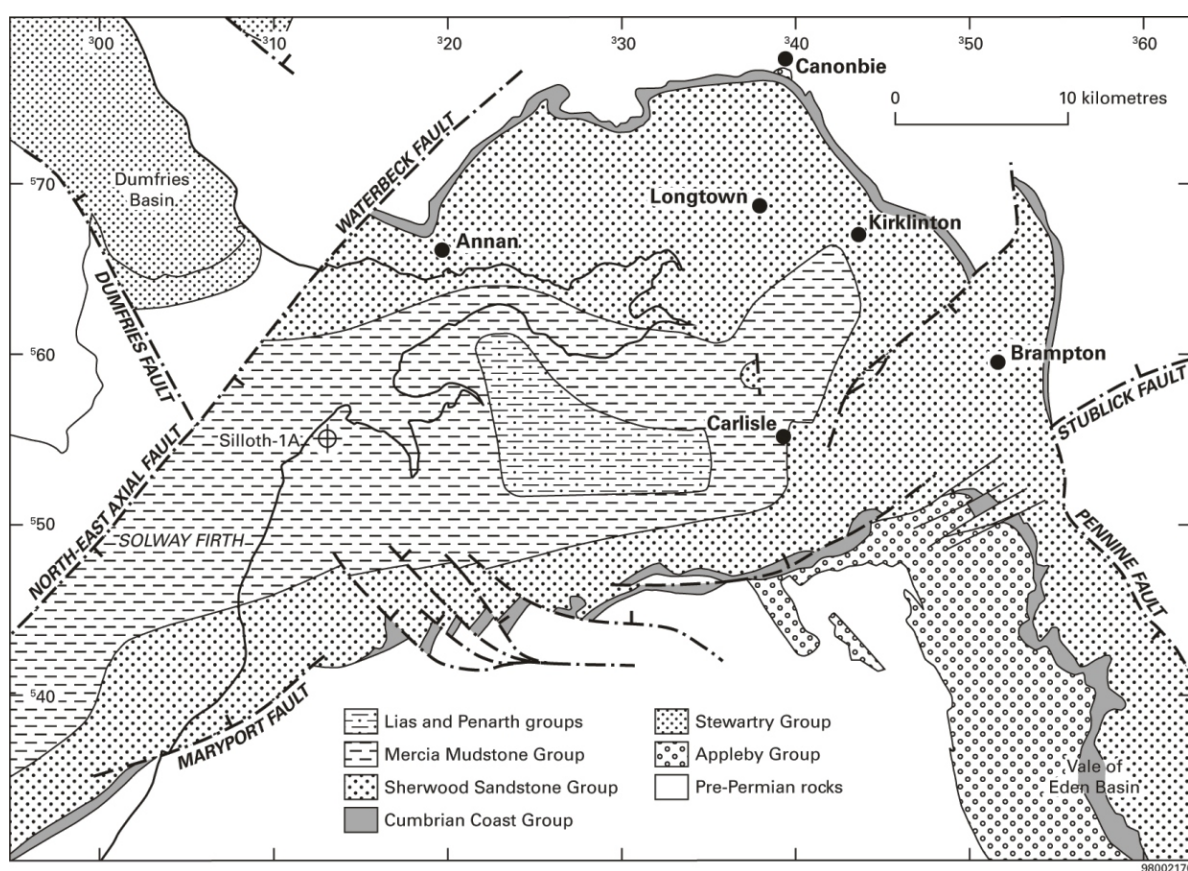 ³00
³10
³20
³30
³40
³50
³60
Canonbie
0
10 kilometres
WATERBECK FAULT
⁵70
Dumfries
Basin
Longtown
Kirklinton
Annan
DUMFRIES FAULT
⁵60
Brampton
STUBLICK FAULT
Carlisle
Silloth-1A
NORTH-EAST AXIAL FAULT
⁵50
SOLWAY FIRTH
PENNINE FAULT
⁵40
MARYPORT FAULT
Lias and Penarth groups
Mercia Mudstone Group
Sherwood Sandstone Group
Cumbrian Coast Group
Stewartry Group
Appleby Group
Pre-Permian rocks
Vale of
Eden Basin